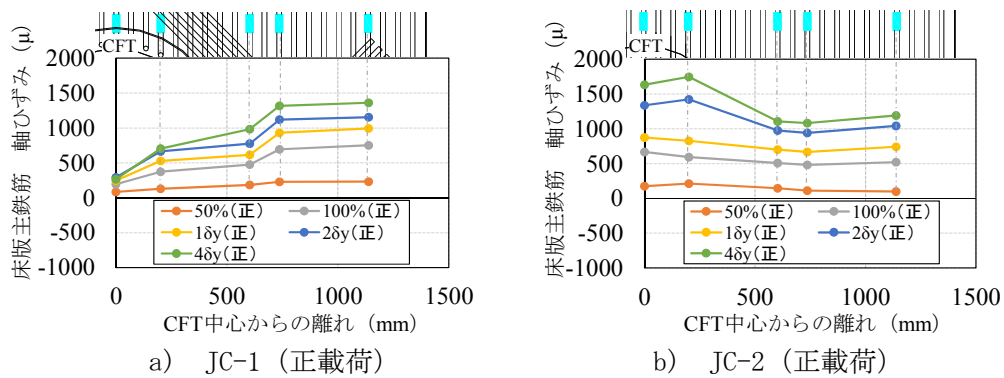 CFT
床版主鉄筋 軸ひずみ (μ)
2000
1500
1000
500
0
-500
-1000
50%(正) 100%(正)
1δy(正) 2δy(正)
4δy(正)
0 500 1000 1500
CFT中心からの離れ (mm)
a) JC-1 (正載荷)
CFT
床版主鉄筋 軸ひずみ (μ)
2000
1500
1000
500
0
-500
-1000
50%(正) 100%(正)
1δy(正) 2δy(正)
4δy(正)
0 500 1000 1500
CFT中心からの離れ (mm)
b) JC-2 (正載荷)